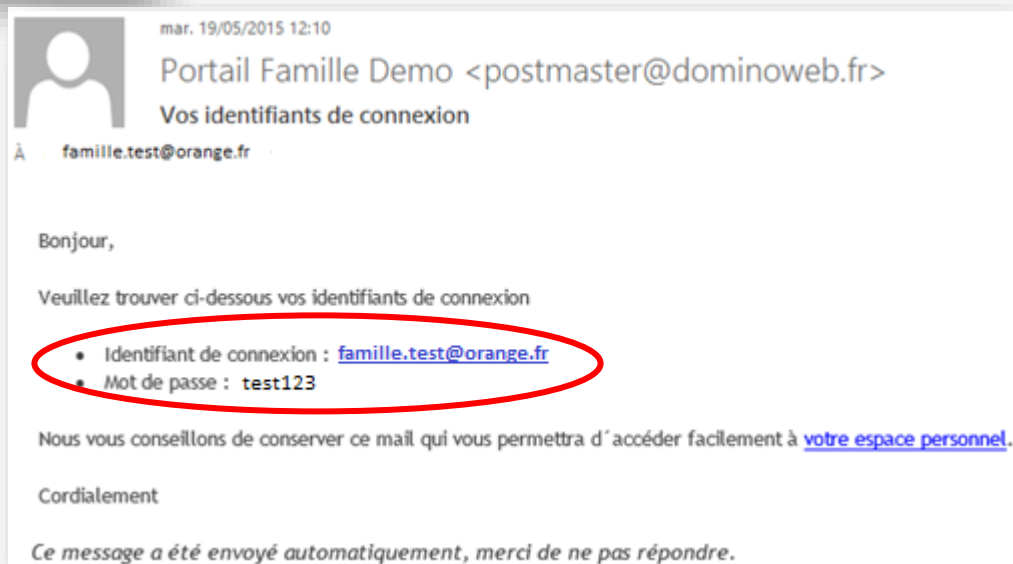 mar. 19/05/2015 12:10
Portail Famille Demo <postmaster@dominoweb.fr>
Vos identifiants de connexion
À famille.test@orange.fr
Bonjour,
Veuillez trouver ci-dessous vos identifiants de connexion
• Identifiant de connexion : famille.test@orange.fr
• Mot de passe : test123
Nous vous conseillons de conserver ce mail qui vous permettra d´accéder facilement à votre espace personnel.
Cordialement
Ce message a été envoyé automatiquement, merci de ne pas répondre.